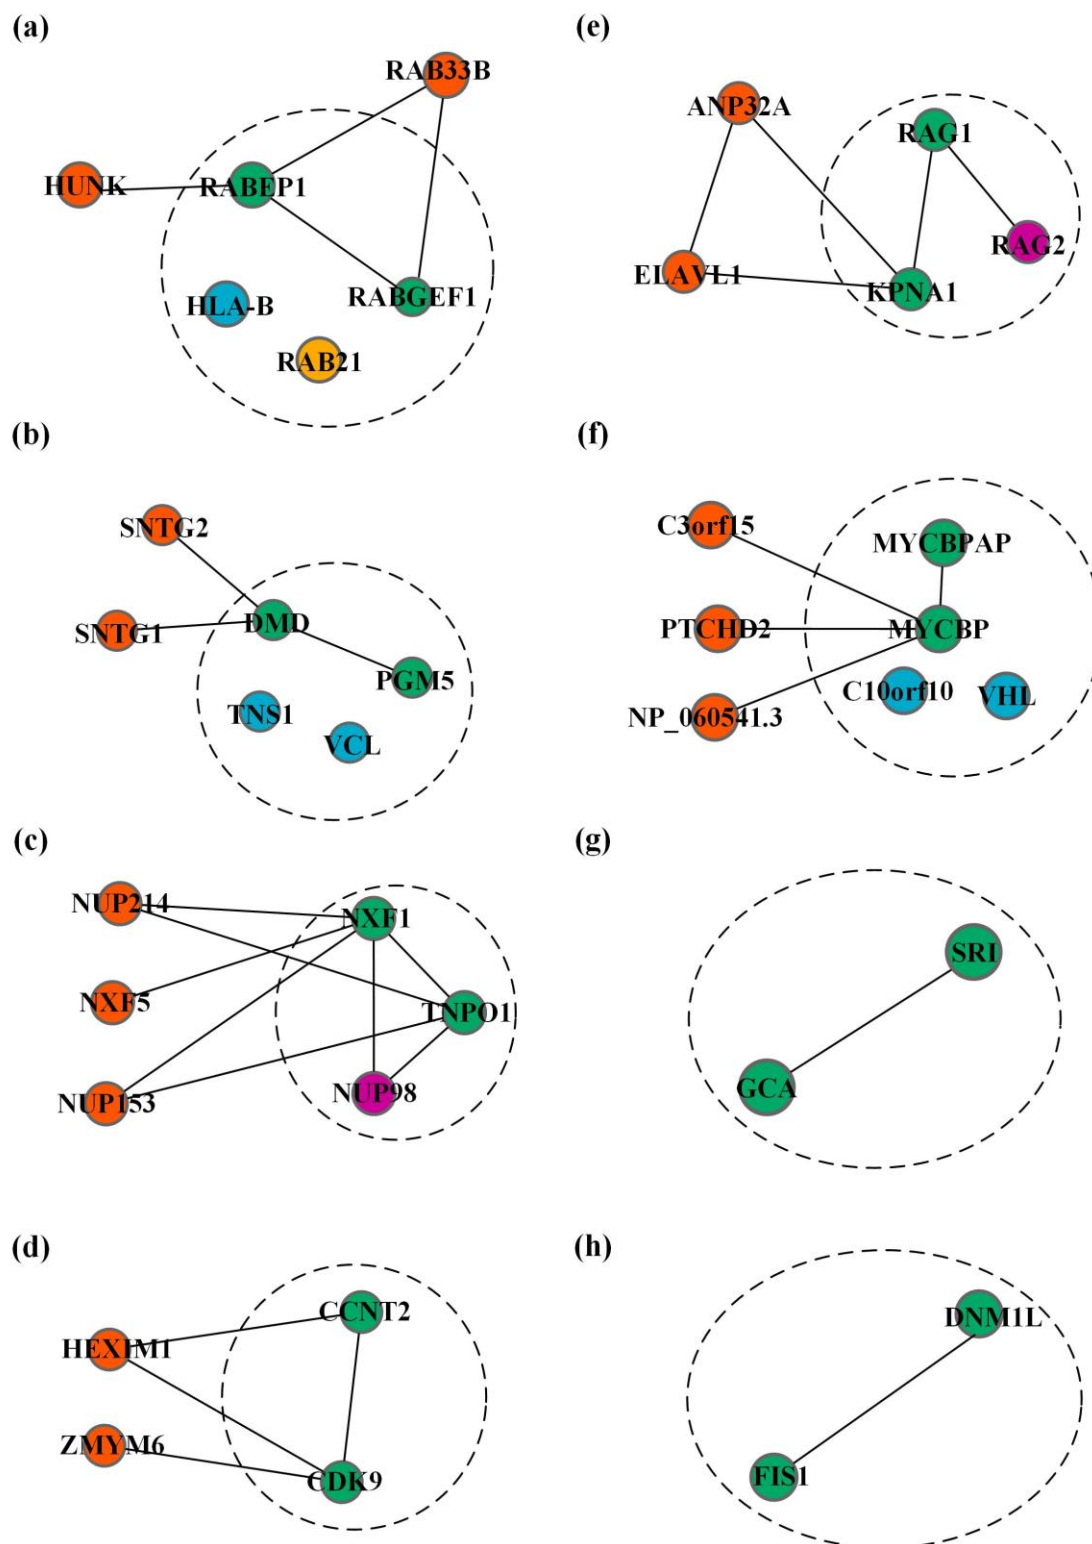 (a)
RAB33B
HUNK
RABEP1
HLA-B
RABGEF1
RAB21
(b)
SNTG2
SNTG1
DMD
PGM5
TNS1
VCL
(c)
NUP214
NXF1
NXF5
TNPO1
NUP153
NUP98
(d)
CCNT2
HEXIM1
ZMYM6
CDK9
(e)
ANP32A
RAG1
RAG2
ELAVL1
KPNA1
(f)
C3orf15
MYCBPAP
PTCHD2
MYCBP
C10orf10
VHL
NP_060541.3
(g)
SRI
GCA
(h)
DNM1L
FIS1